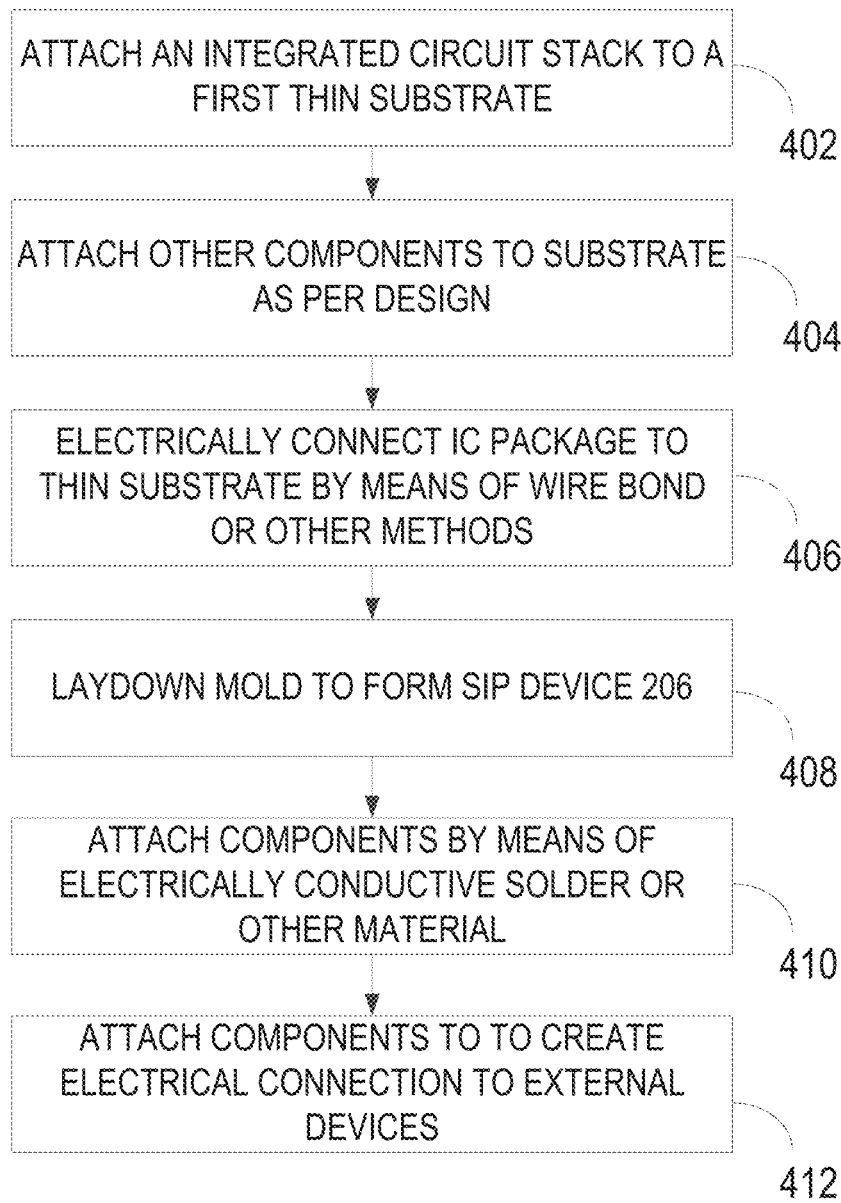 ATTACH AN INTEGRATED CIRCUIT STACK TO A
FIRST THIN SUBSTRATE
402
ATTACH OTHER COMPONENTS TO SUBSTRATE
AS PER DESIGN
404
ELECTRICALLY CONNECT IC PACKAGE TO
THIN SUBSTRATE BY MEANS OF WIRE BOND
OR OTHER METHODS
406
LAYDOWN MOLD TO FORM SIP DEVICE 206
408
ATTACH COMPONENTS BY MEANS OF
ELECTRICALLY CONDUCTIVE SOLDER OR
OTHER MATERIAL
410
ATTACH COMPONENTS TO TO CREATE
ELECTRICAL CONNECTION TO EXTERNAL
DEVICES
412